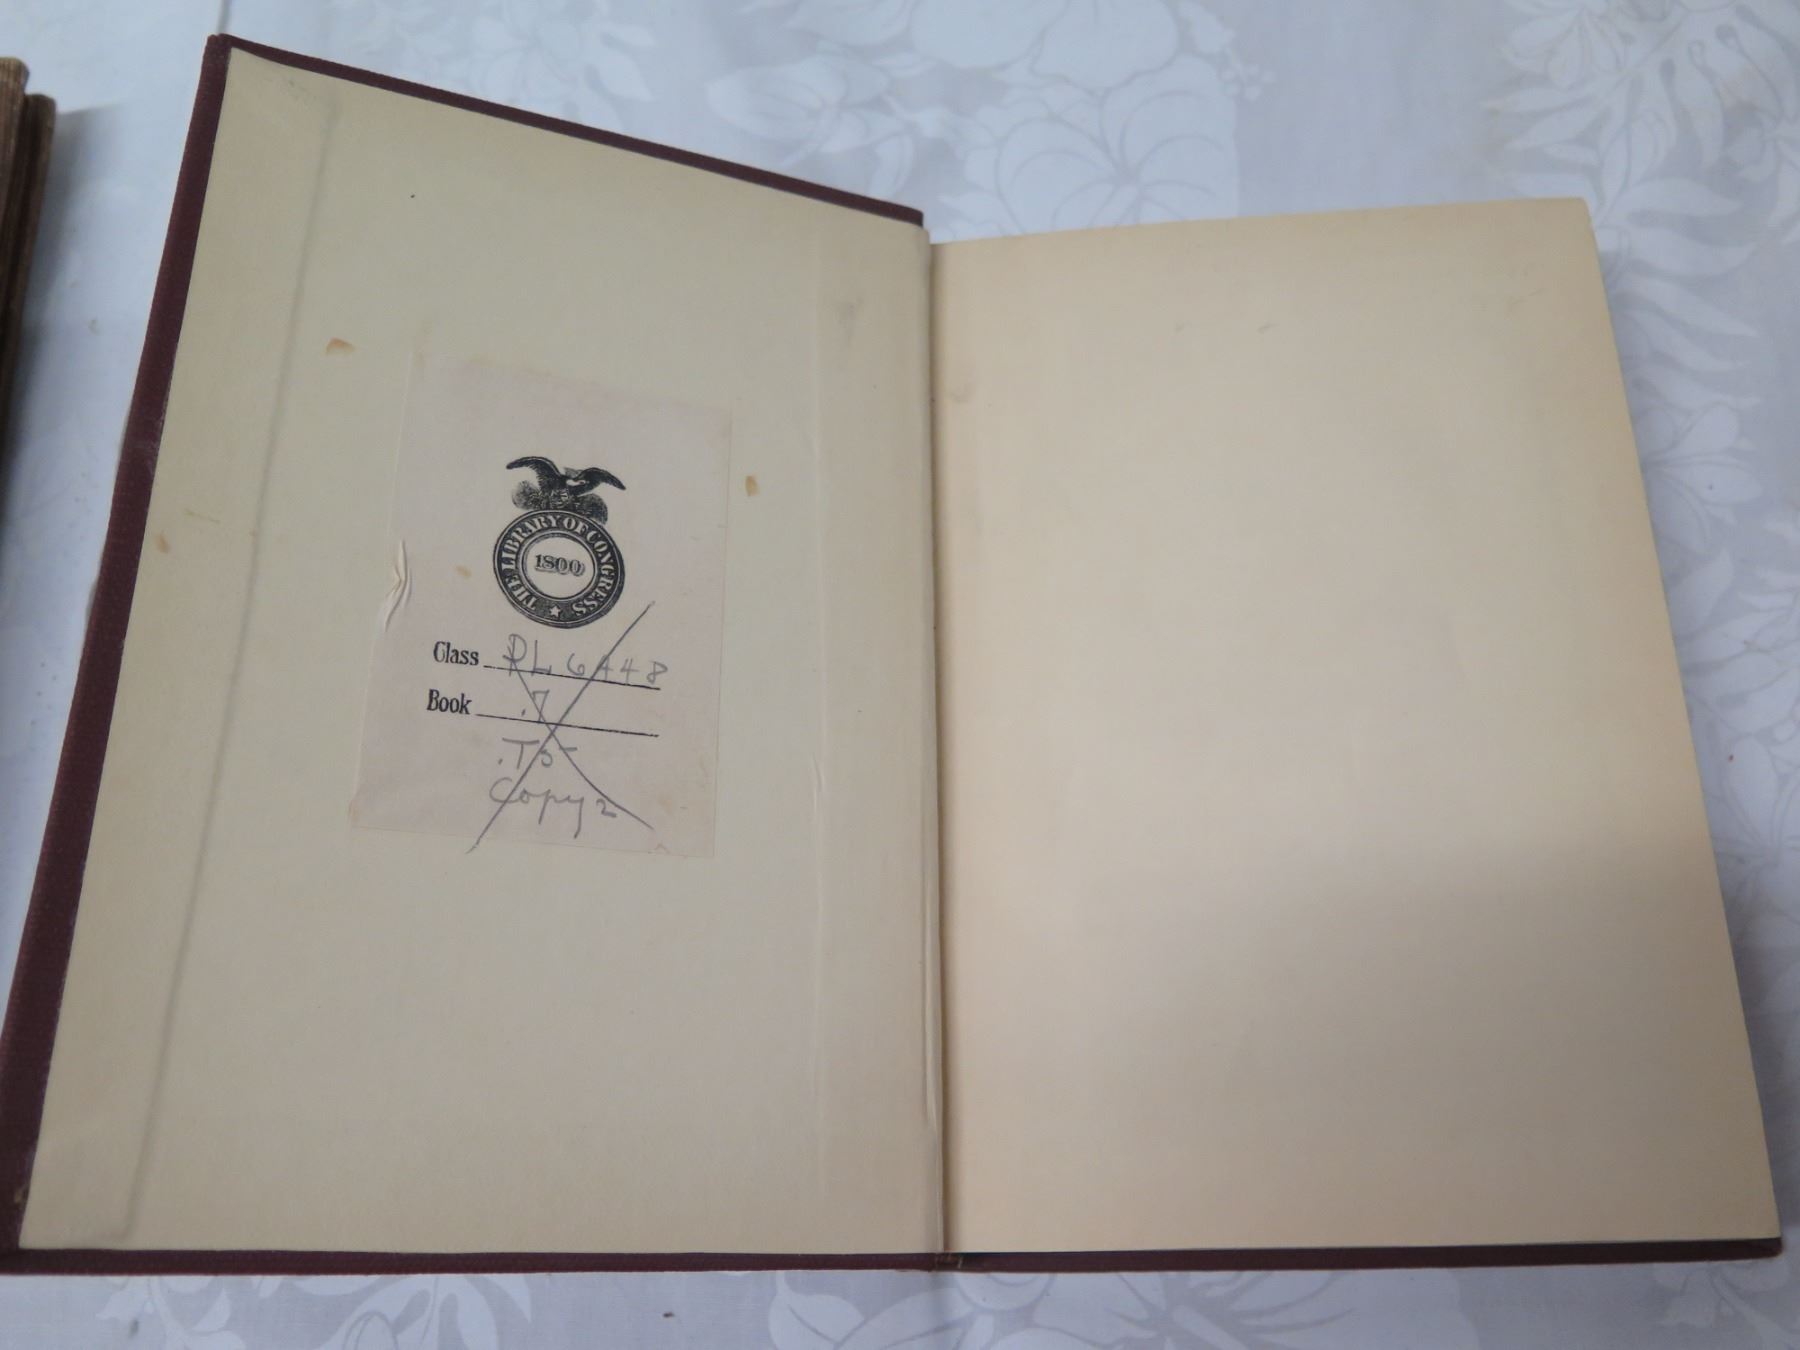 THE LIBRARY OF CONGRESS
1800
Class PL6448
Book .7
.T5
Copy 2